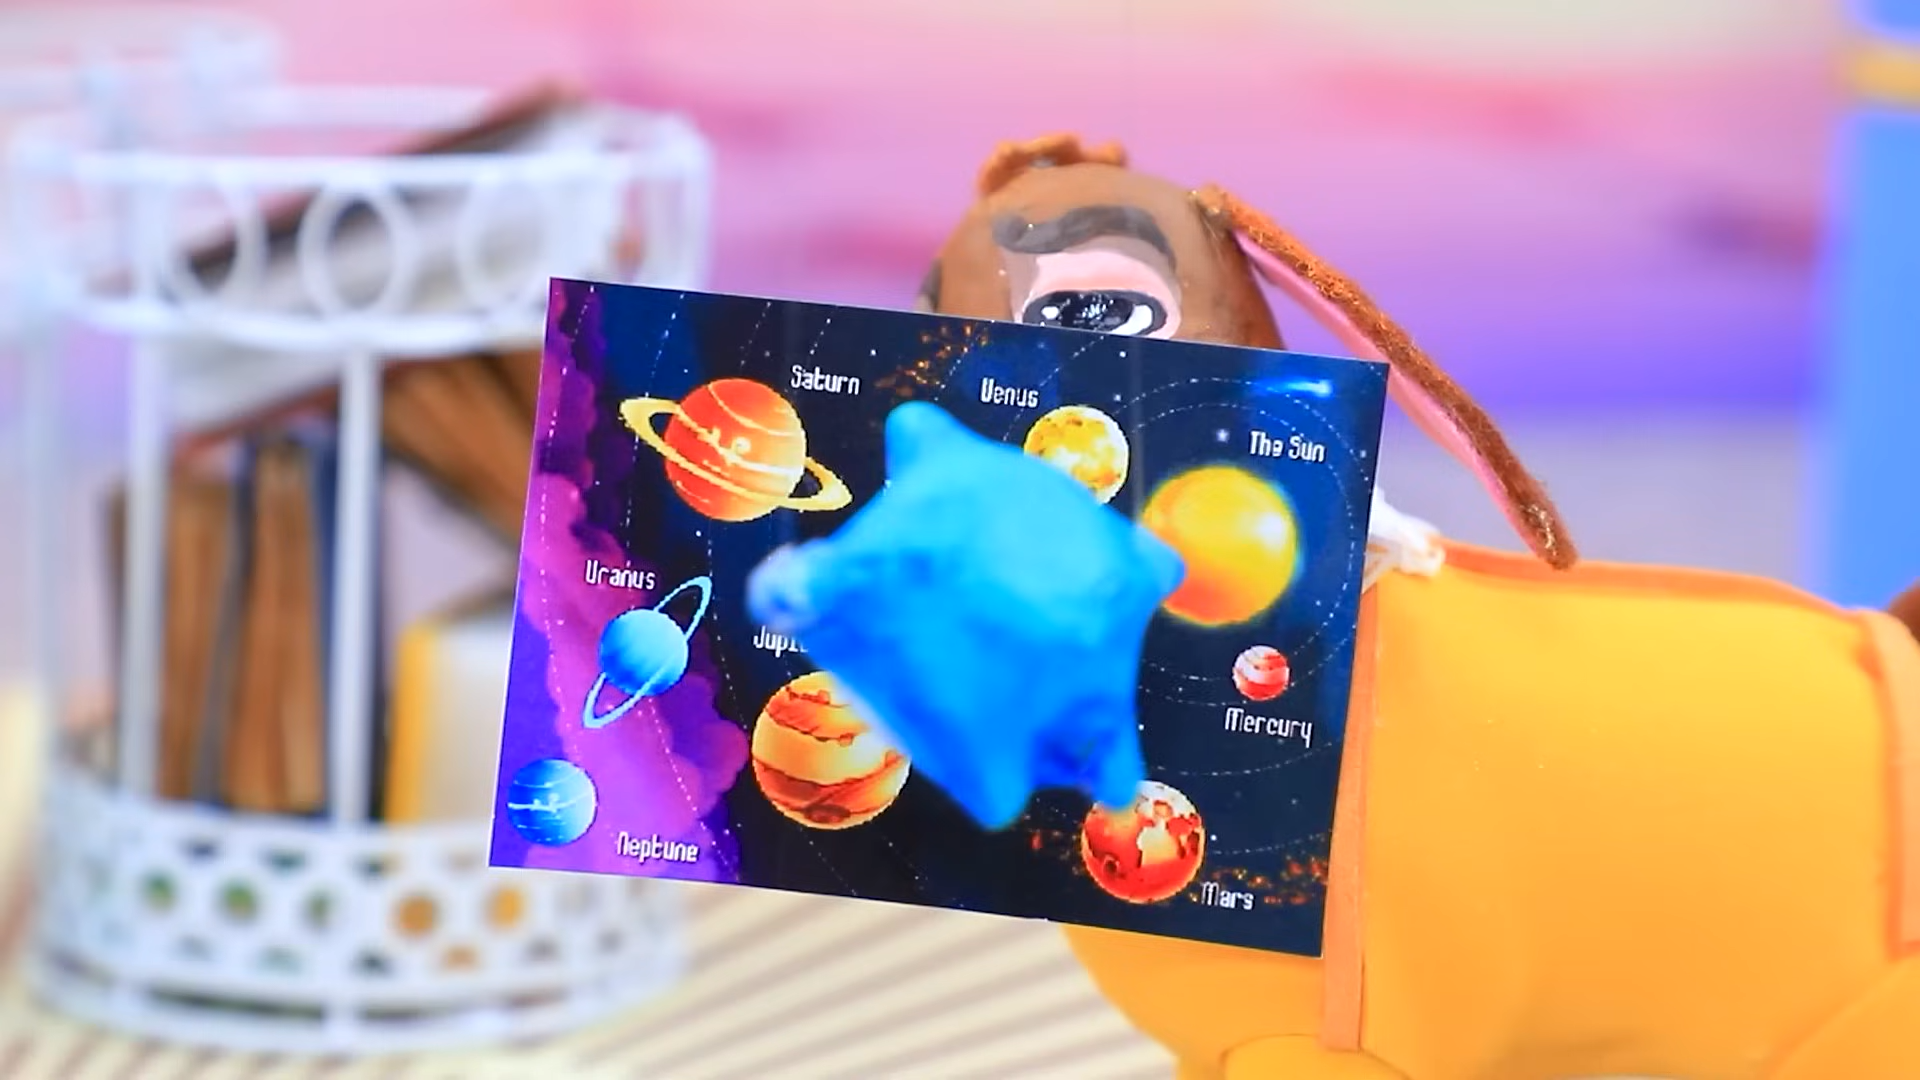 Saturn
Venus
The Sun
Uranus
Mercury
Neptune
Mars